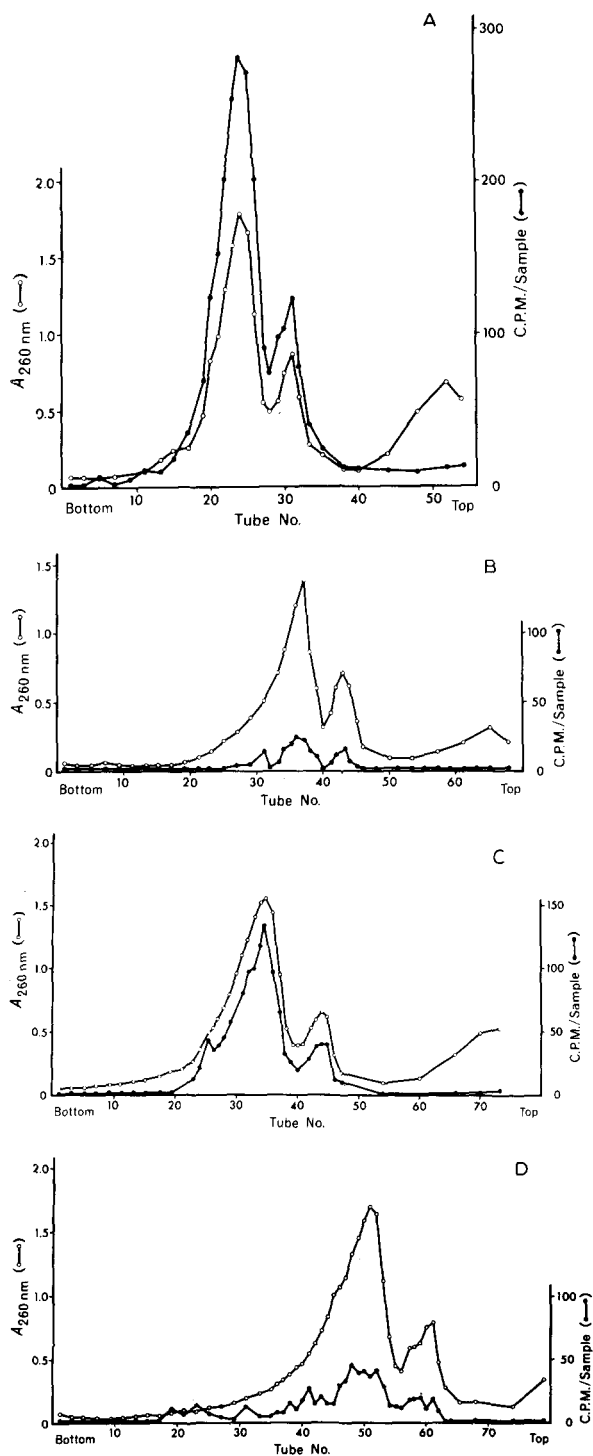 A
300
200
100
0
C.P.M./Sample (●—●)
2.0
1.5
1.0
0.5
0
A260 nm (○—○)
10 20 30 40 50
Bottom Top
Tube No.
B
1.5
1.0
0.5
0
A260 nm (○—○)
100
50
0
C.P.M./Sample (●—●)
10 20 30 40 50 60
Bottom Top
Tube No.
C
2.0
1.5
1.0
0.5
0
A260 nm (○—○)
150
100
50
0
C.P.M./Sample (●—●)
10 20 30 40 50 60 70
Bottom Top
Tube No.
D
2.0
1.5
1.0
0.5
0
A260 nm (○—○)
100
50
0
C.P.M./Sample (●—●)
10 20 30 40 50 60 70 80
Bottom Top
Tube No.